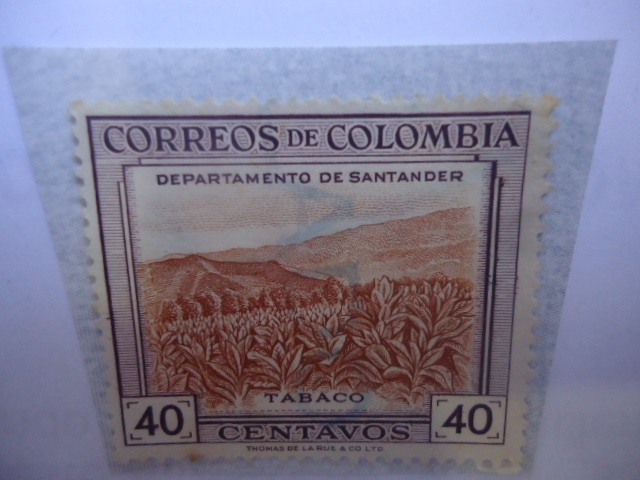 CORREOS DE COLOMBIA
DEPARTAMENTO DE SANTANDER
TABACO
40 CENTAVOS 40
THOMAS DE LA RUE & CO LTD